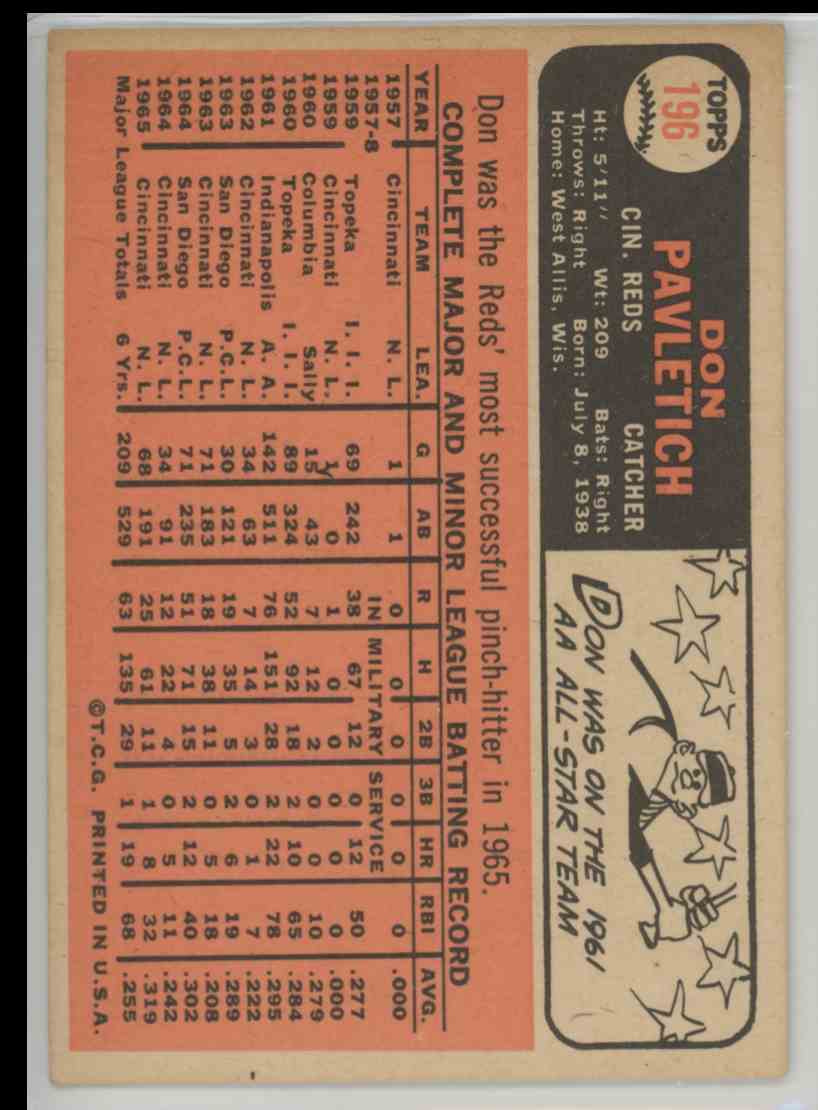 TOPPS
196
DON
PAVLETICH
CIN. REDS CATCHER
Ht: 5'11" Wt: 209 Bats: Right
Throws: Right Born: July 8, 1938
Home: West Allis, Wis.
DON WAS ON THE 1961
AA ALL-STAR TEAM
Don was the Reds' most successful pinch-hitter in 1965.
COMPLETE MAJOR AND MINOR LEAGUE BATTING RECORD
YEAR TEAM LEA. G AB R H 2B 3B HR RBI AVG.
1957 Cincinnati N. L. 1 1 0 0 0 0 0 0 .000
1957-8 IN MILITARY SERVICE
1959 Topeka I. I. I. 69 242 38 67 12 0 12 50 .277
1959 Cincinnati N. L. 1 0 1 0 0 0 0 0 .000
1960 Columbia Sally 15 43 7 12 2 0 0 10 .279
1960 Topeka I. I. I. 89 324 52 92 18 2 10 65 .284
1961 Indianapolis A. A. 142 511 76 151 28 2 22 78 .295
1962 Cincinnati N. L. 34 63 7 14 3 0 1 7 .222
1963 San Diego P.C.L. 30 121 19 35 5 2 6 19 .289
1963 Cincinnati N. L. 71 183 18 38 11 0 5 18 .208
1964 San Diego P.C.L. 71 235 51 71 15 2 12 40 .302
1964 Cincinnati N. L. 34 91 12 22 4 0 5 11 .242
1965 Cincinnati N. L. 68 191 25 61 11 1 8 32 .319
Major League Totals 6 Yrs. 209 529 63 135 29 1 19 68 .255
©T.C.G. PRINTED IN U.S.A.